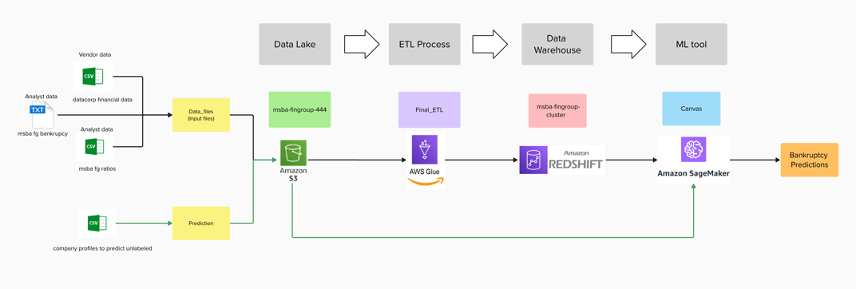 Data Lake
ETL Process
Data
Warehouse
ML tool
Vendor data
CSV
datacorp financial data
Analyst data
TXT
msba fg bankrupcy
Analyst data
CSV
msba fg ratios
Data_files
(Input files)
msba-fingroup-444
Final_ETL
msba-fingroup-
cluster
Canvas
Amazon
S3
AWS Glue
Amazon
REDSHIFT
Amazon SageMaker
Bankruptcy
Predictions
CSV
company profiles to predict unlabeled
Prediction